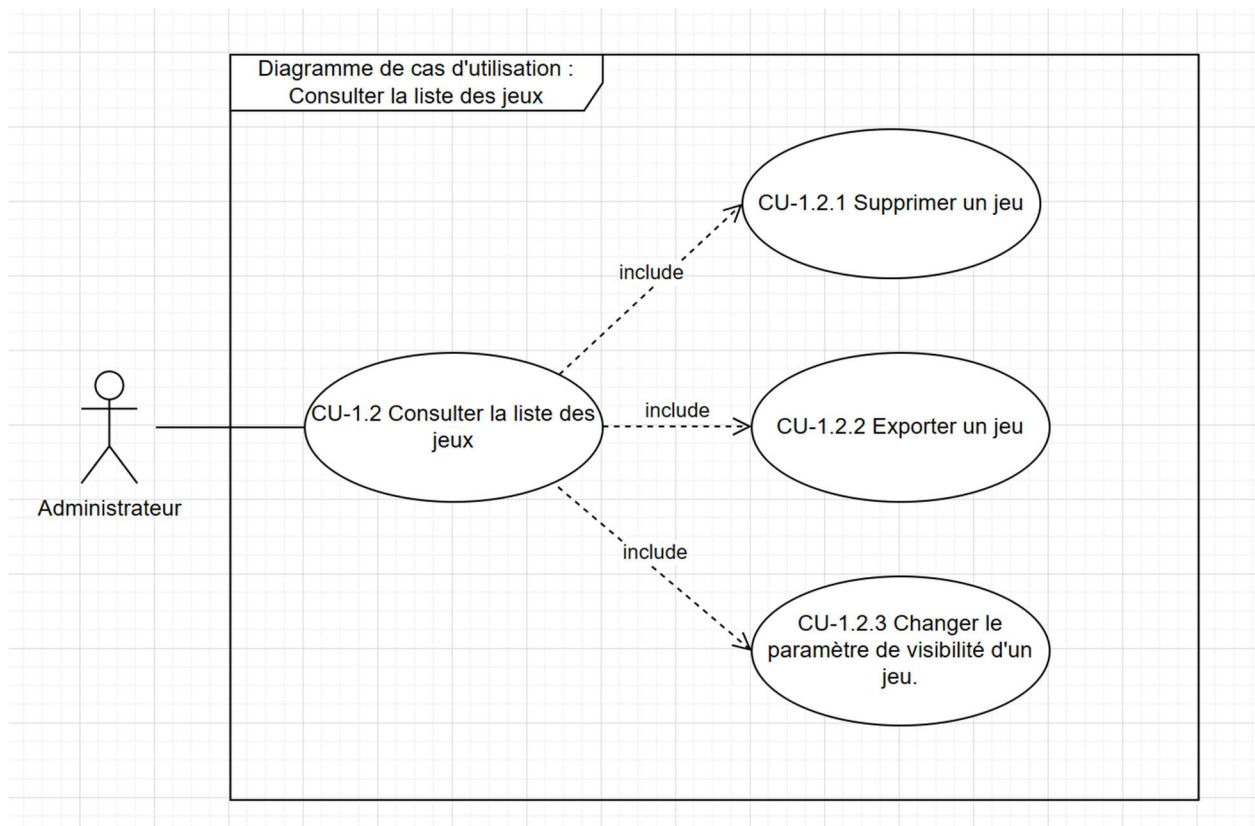 Diagramme de cas d'utilisation :
Consulter la liste des jeux
CU-1.2.1 Supprimer un jeu
include
include
CU-1.2 Consulter la liste des
jeux
CU-1.2.2 Exporter un jeu
Administrateur
include
CU-1.2.3 Changer le
paramètre de visibilité d'un
jeu.